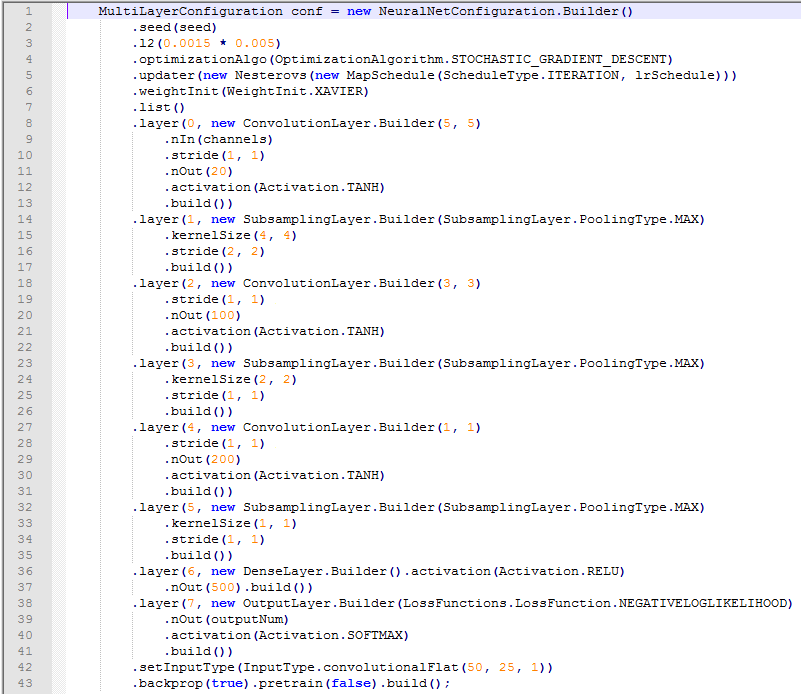 1 MultiLayerConfiguration conf = new NeuralNetConfiguration.Builder()
2 .seed(seed)
3 .l2(0.0015 * 0.005)
4 .optimizationAlgo(OptimizationAlgorithm.STOCHASTIC_GRADIENT_DESCENT)
5 .updater(new Nesterovs(new MapSchedule(ScheduleType.ITERATION, lrSchedule)))
6 .weightInit(WeightInit.XAVIER)
7 .list()
8 .layer(0, new ConvolutionLayer.Builder(5, 5)
9 .nIn(channels)
10 .stride(1, 1)
11 .nOut(20)
12 .activation(Activation.TANH)
13 .build())
14 .layer(1, new SubsamplingLayer.Builder(SubsamplingLayer.PoolingType.MAX)
15 .kernelSize(4, 4)
16 .stride(2, 2)
17 .build())
18 .layer(2, new ConvolutionLayer.Builder(3, 3)
19 .stride(1, 1)
20 .nOut(100)
21 .activation(Activation.TANH)
22 .build())
23 .layer(3, new SubsamplingLayer.Builder(SubsamplingLayer.PoolingType.MAX)
24 .kernelSize(2, 2)
25 .stride(1, 1)
26 .build())
27 .layer(4, new ConvolutionLayer.Builder(1, 1)
28 .stride(1, 1)
29 .nOut(200)
30 .activation(Activation.TANH)
31 .build())
32 .layer(5, new SubsamplingLayer.Builder(SubsamplingLayer.PoolingType.MAX)
33 .kernelSize(1, 1)
34 .stride(1, 1)
35 .build())
36 .layer(6, new DenseLayer.Builder().activation(Activation.RELU)
37 .nOut(500).build())
38 .layer(7, new OutputLayer.Builder(LossFunctions.LossFunction.NEGATIVELOGLIKELIHOOD)
39 .nOut(outputNum)
40 .activation(Activation.SOFTMAX)
41 .build())
42 .setInputType(InputType.convolutionalFlat(50, 25, 1))
43 .backprop(true).pretrain(false).build();